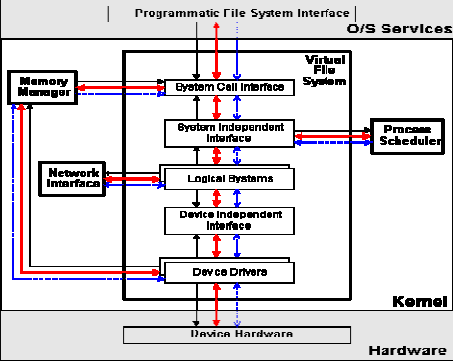 Programmatic File System Interface
O/S Services
Virtual
File
System
Memory
Manager
System Call Interface
System Independent
Interface
Process
Scheduler
Network
Interface
Logical Systems
Device Independent
Interface
Device Drivers
Kernel
Device Hardware
Hardware